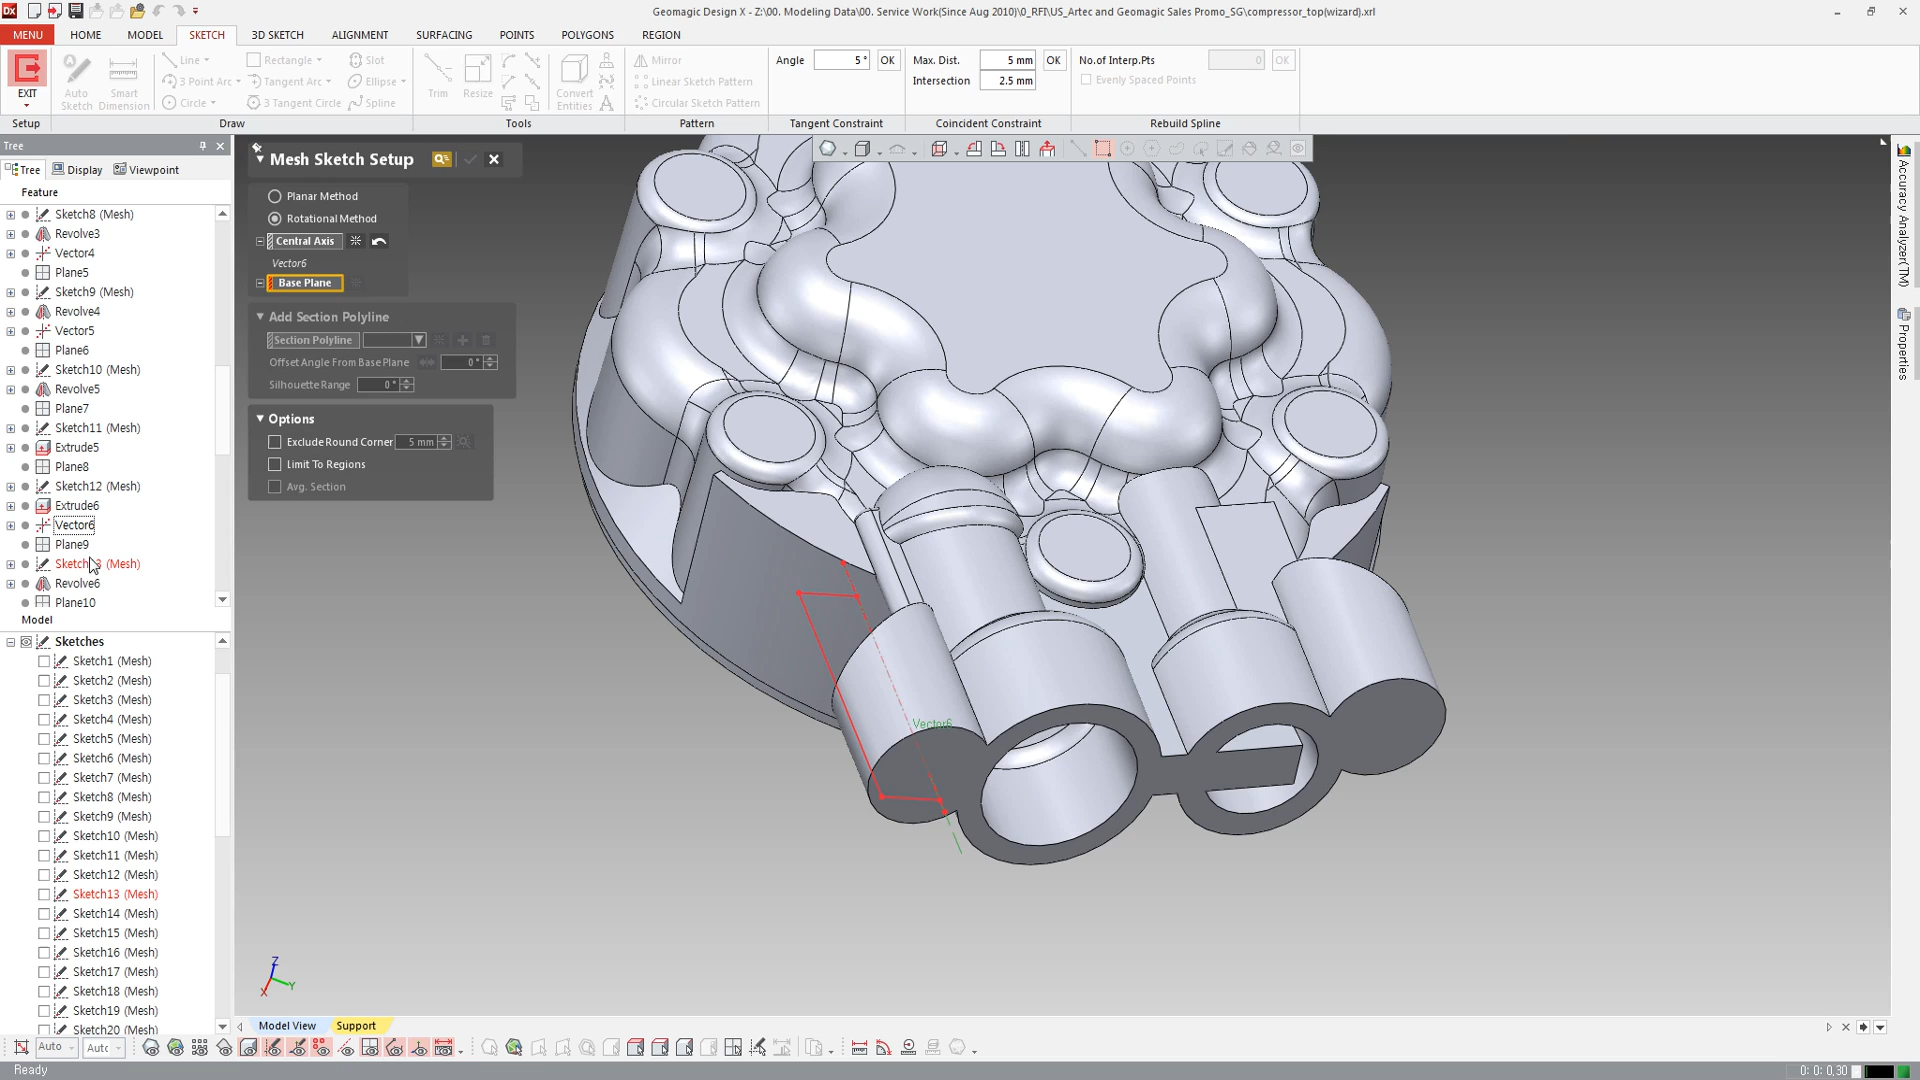 Geomagic Design X - Z:\00. Modeling Data\00. Service Work(Since Aug 2010)\0_RFI\US_Artec and Geomagic Sales Promo_SG\compressor_top(wizard).xrl
MENU HOME MODEL SKETCH 3D SKETCH ALIGNMENT SURFACING POINTS POLYGONS REGION
EXIT
Auto Sketch
Smart Dimension
Line
3 Point Arc
Circle
Rectangle
Tangent Arc
3 Tangent Circle
Slot
Ellipse
Spline
Trim
Resize
Convert Entities
Mirror
Linear Sketch Pattern
Circular Sketch Pattern
Angle 5 ° OK
Max. Dist. 5 mm OK
Intersection 2.5 mm
No.of Interp.Pts 0 OK
Evenly Spaced Points
Setup Draw Tools Pattern Tangent Constraint Coincident Constraint Rebuild Spline
Tree
Tree Display Viewpoint
Feature
Sketch8 (Mesh)
Revolve3
Vector4
Plane5
Sketch9 (Mesh)
Revolve4
Vector5
Plane6
Sketch10 (Mesh)
Revolve5
Plane7
Sketch11 (Mesh)
Extrude5
Plane8
Sketch12 (Mesh)
Extrude6
Vector6
Plane9
Sketch 3 (Mesh)
Revolve6
Plane10
Model
Sketches
Sketch1 (Mesh)
Sketch2 (Mesh)
Sketch3 (Mesh)
Sketch4 (Mesh)
Sketch5 (Mesh)
Sketch6 (Mesh)
Sketch7 (Mesh)
Sketch8 (Mesh)
Sketch9 (Mesh)
Sketch10 (Mesh)
Sketch11 (Mesh)
Sketch12 (Mesh)
Sketch13 (Mesh)
Sketch14 (Mesh)
Sketch15 (Mesh)
Sketch16 (Mesh)
Sketch17 (Mesh)
Sketch18 (Mesh)
Sketch19 (Mesh)
Sketch20 (Mesh)
Mesh Sketch Setup
Planar Method
Rotational Method
Central Axis
Vector6
Base Plane
Add Section Polyline
Section Polyline
Offset Angle From Base Plane 0 °
Silhouette Range 0 °
Options
Exclude Round Corner 5 mm
Limit To Regions
Avg. Section
Vector6
Z
Y
X
Accuracy Analyzer(TM)
Properties
Model View Support
Auto Autc
Ready
0: 0: 0,30